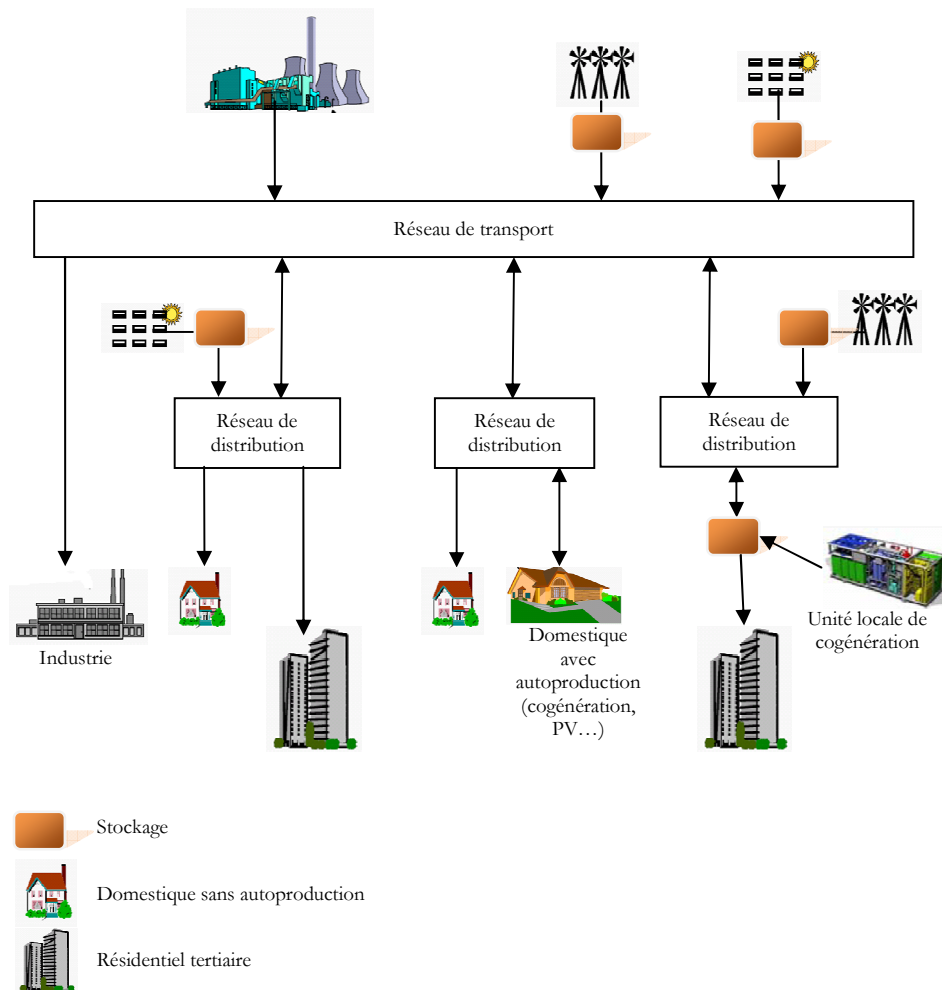 Réseau de transport
Réseau de
distribution
Réseau de
distribution
Réseau de
distribution
Industrie
Domestique
avec
autoproduction
(cogénération,
PV…)
Unité locale de
cogénération
Stockage
Domestique sans autoproduction
Résidentiel tertiaire